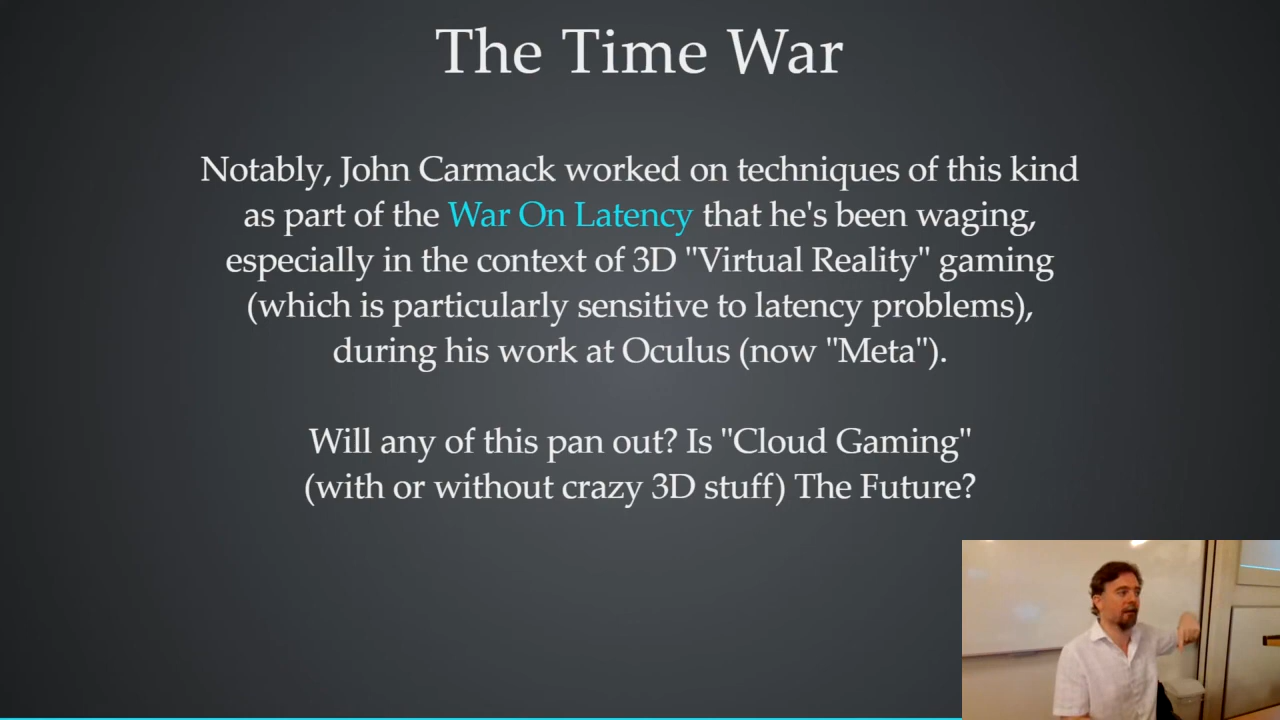 The Time War
Notably, John Carmack worked on techniques of this kind
as part of the War On Latency that he's been waging,
especially in the context of 3D "Virtual Reality" gaming
(which is particularly sensitive to latency problems),
during his work at Oculus (now "Meta").
Will any of this pan out? Is "Cloud Gaming"
(with or without crazy 3D stuff) The Future?